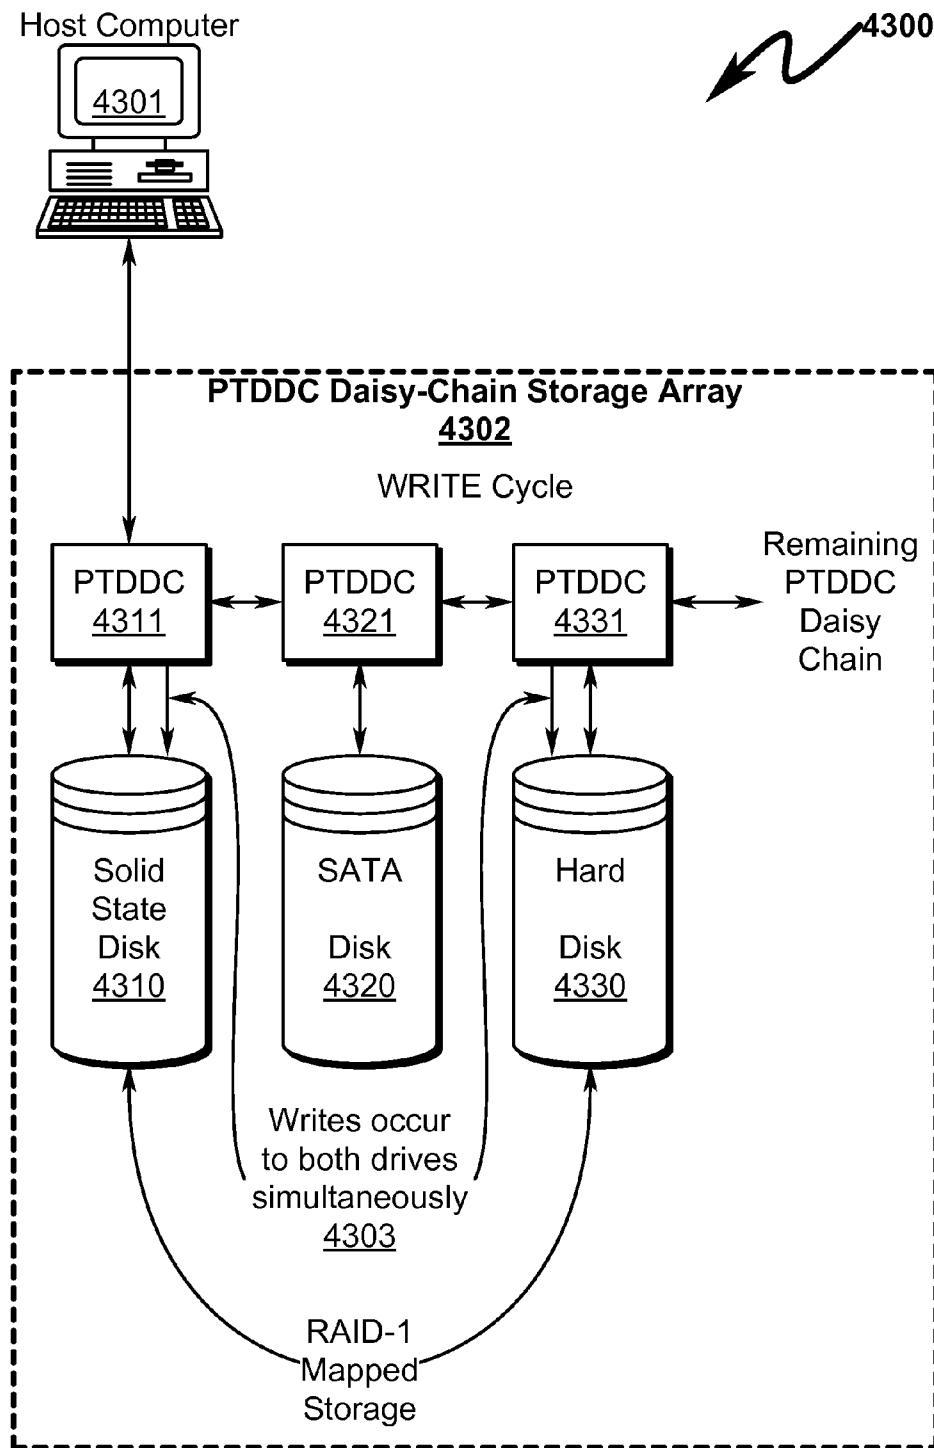 Host Computer
4300
4301
PTDDC Daisy-Chain Storage Array
4302
WRITE Cycle
PTDDC
4311
PTDDC
4321
PTDDC
4331
Remaining
PTDDC
Daisy
Chain
Solid
State
Disk
4310
SATA
Disk
4320
Hard
Disk
4330
Writes occur
to both drives
simultaneously
4303
RAID-1
Mapped
Storage